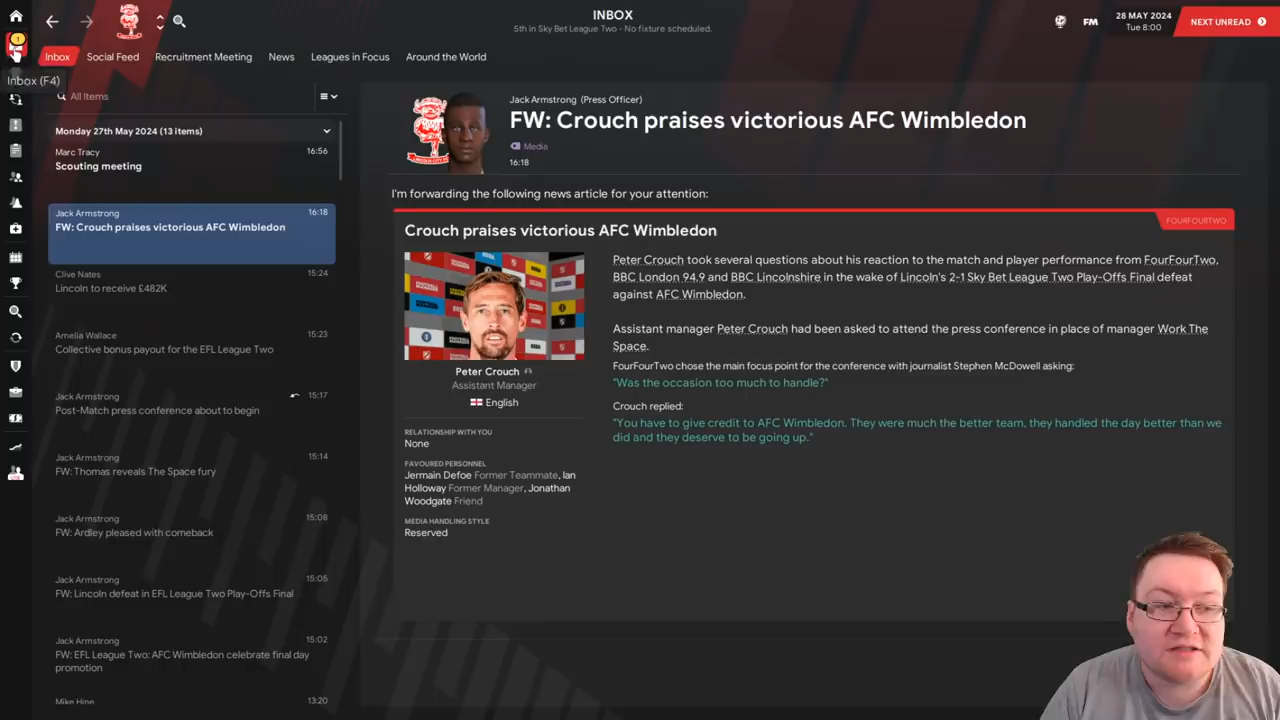 INBOX
5th in Sky Bet League Two - No fixture scheduled.
FM
28 MAY 2024
Tue 8:00
NEXT UNREAD
1
Inbox
Social Feed
Recruitment Meeting
News
Leagues in Focus
Around the World
Inbox (F4)
All Items
Monday 27th May 2024 (13 items)
Marc Tracy
16:56
Scouting meeting
Jack Armstrong
16:18
FW: Crouch praises victorious AFC Wimbledon
Clive Nates
15:24
Lincoln to receive £482K
Amelia Wallace
15:23
Collective bonus payout for the EFL League Two
Jack Armstrong
15:17
Post-Match press conference about to begin
Jack Armstrong
15:14
FW: Thomas reveals The Space fury
Jack Armstrong
15:08
FW: Ardley pleased with comeback
Jack Armstrong
15:05
FW: Lincoln defeat in EFL League Two Play-Offs Final
Jack Armstrong
15:02
FW: EFL League Two: AFC Wimbledon celebrate final day
promotion
Mike Hine
13:20
LINCOLN CITY
Jack Armstrong (Press Officer)
FW: Crouch praises victorious AFC Wimbledon
Media
16:18
I'm forwarding the following news article for your attention:
FOURFOURTWO
Crouch praises victorious AFC Wimbledon
Peter Crouch
Assistant Manager
English
RELATIONSHIP WITH YOU
None
FAVOURED PERSONNEL
Jermain Defoe Former Teammate, Ian
Holloway Former Manager, Jonathan
Woodgate Friend
MEDIA HANDLING STYLE
Reserved
Peter Crouch took several questions about his reaction to the match and player performance from FourFourTwo,
BBC London 94.9 and BBC Lincolnshire in the wake of Lincoln's 2-1 Sky Bet League Two Play-Offs Final defeat
against AFC Wimbledon.
Assistant manager Peter Crouch had been asked to attend the press conference in place of manager Work The
Space.
FourFourTwo chose the main focus point for the conference with journalist Stephen McDowell asking:
"Was the occasion too much to handle?"
Crouch replied:
"You have to give credit to AFC Wimbledon. They were much the better team, they handled the day better than we
did and they deserve to be going up."